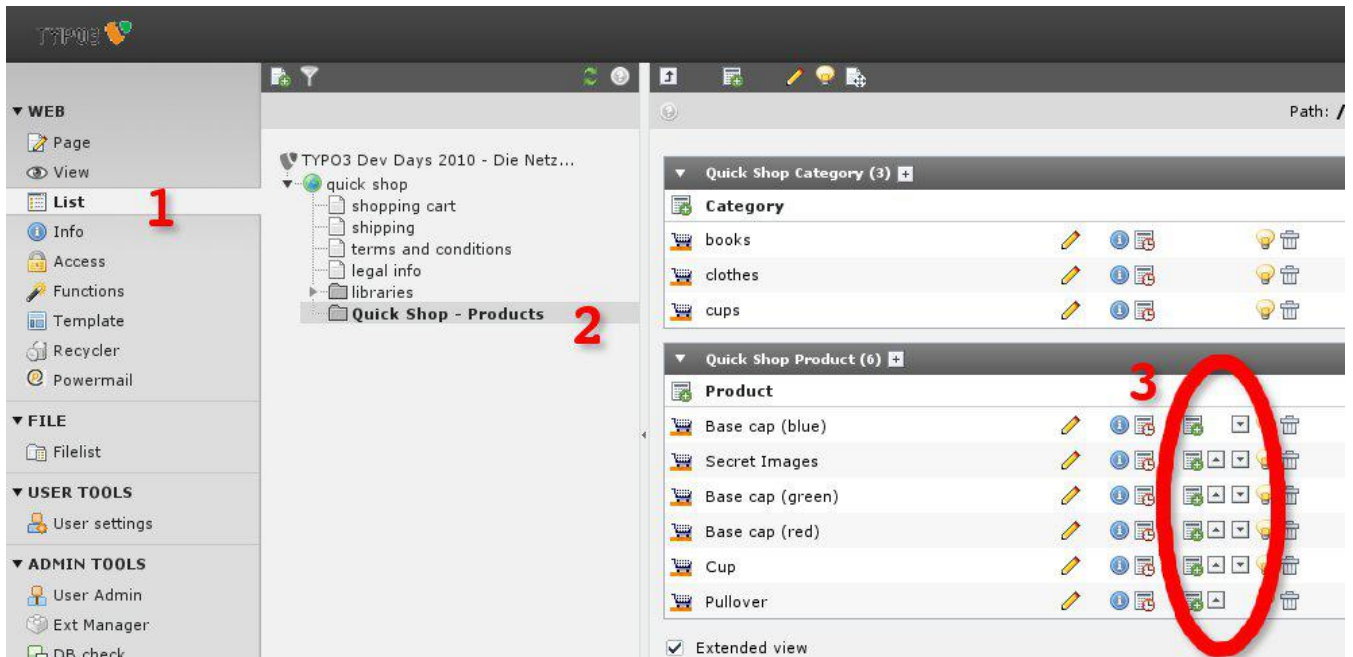 TYPO3
WEB
Page
View
List
1
Info
Access
Functions
Template
Recycler
Powermail
FILE
Filelist
USER TOOLS
User settings
ADMIN TOOLS
User Admin
Ext Manager
DB check
TYPO3 Dev Days 2010 - Die Netz...
quick shop
shopping cart
shipping
terms and conditions
legal info
libraries
Quick Shop - Products
2
Path: /
Quick Shop Category (3)
Category
books
clothes
cups
Quick Shop Product (6)
3
Product
Base cap (blue)
Secret Images
Base cap (green)
Base cap (red)
Cup
Pullover
Extended view